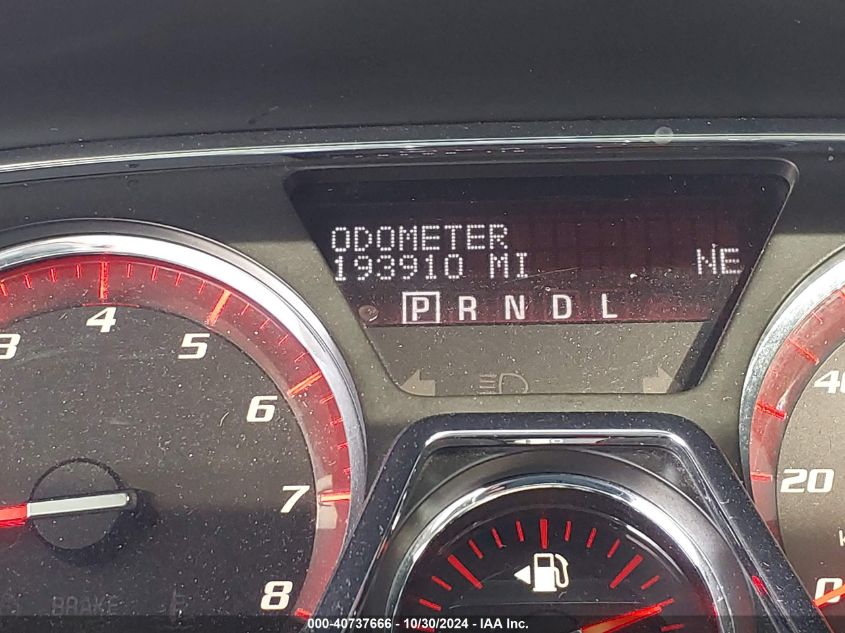 ODOMETER
193910 MI NE
P R N D L
3 4 5 6 7 8
40
20
0
BRAKE
000-40737666 - 10/30/2024 - IAA Inc.